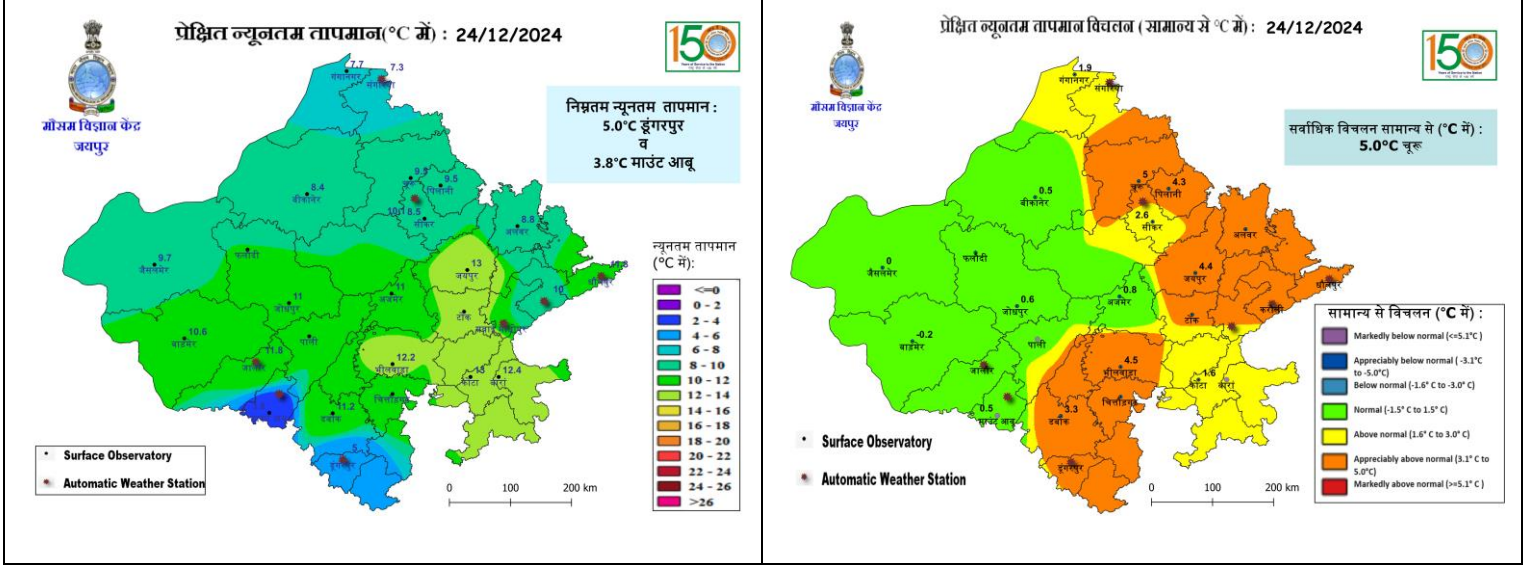 प्रेक्षित न्यूनतम तापमान(°C में) : 24/12/2024
150
मौसम विज्ञान केंद्र
जयपुर
निम्नतम न्यूनतम तापमान :
5.0°C डूंगरपुर
व
3.8°C माउंट आबू
7.7 7.3
गंगानगर
संगरिया
9.5
चूरू
पिलानी
8.4
बीकानेर
8.5
सीकर
8.8
अलवर
9.7
जैसलमेर
फलौदी
13
जयपुर
धौलपुर
10
11
जोधपुर
11
अजमेर
टोंक
10.6
बाड़मेर
पाली
11.8
जालौर
12.2
भीलवाड़ा
13
कोटा
12.4
बारां
चित्तौड़गढ़
11.2
डबोक
5
डूंगरपुर
न्यूनतम तापमान
(°C में):
<=0
0 - 2
2 - 4
4 - 6
6 - 8
8 - 10
10 - 12
12 - 14
14 - 16
16 - 18
18 - 20
20 - 22
22 - 24
24 - 26
>26
Surface Observatory
Automatic Weather Station
0 100 200 km
प्रेक्षित न्यूनतम तापमान विचलन ( सामान्य से °C में) : 24/12/2024
150
मौसम विज्ञान केंद्र
जयपुर
सर्वाधिक विचलन सामान्य से (°C में) :
5.0°C चूरू
1.9
गंगानगर
संगरिया
5
चूरू
4.3
पिलानी
0.5
बीकानेर
2.6
सीकर
अलवर
0
जैसलमेर
फलौदी
4.4
जयपुर
धौलपुर
करौली
0.6
जोधपुर
0.8
अजमेर
टोंक
-0.2
बाड़मेर
पाली
जालौर
4.5
भीलवाड़ा
1.6
कोटा
बारां
चित्तौड़गढ़
0.5
माउंट आबू
3.3
डबोक
डूंगरपुर
सामान्य से विचलन (°C में) :
Markedly below normal (<=5.1°C )
Appreciably below normal ( -3.1°C
to -5.0°C)
Below normal (-1.6° C to -3.0° C)
Normal (-1.5° C to 1.5° C)
Above normal (1.6° C to 3.0° C)
Appreciably above normal (3.1° C to
5.0°C)
Markedly above normal (>=5.1° C )
Surface Observatory
Automatic Weather Station
0 100 200 km